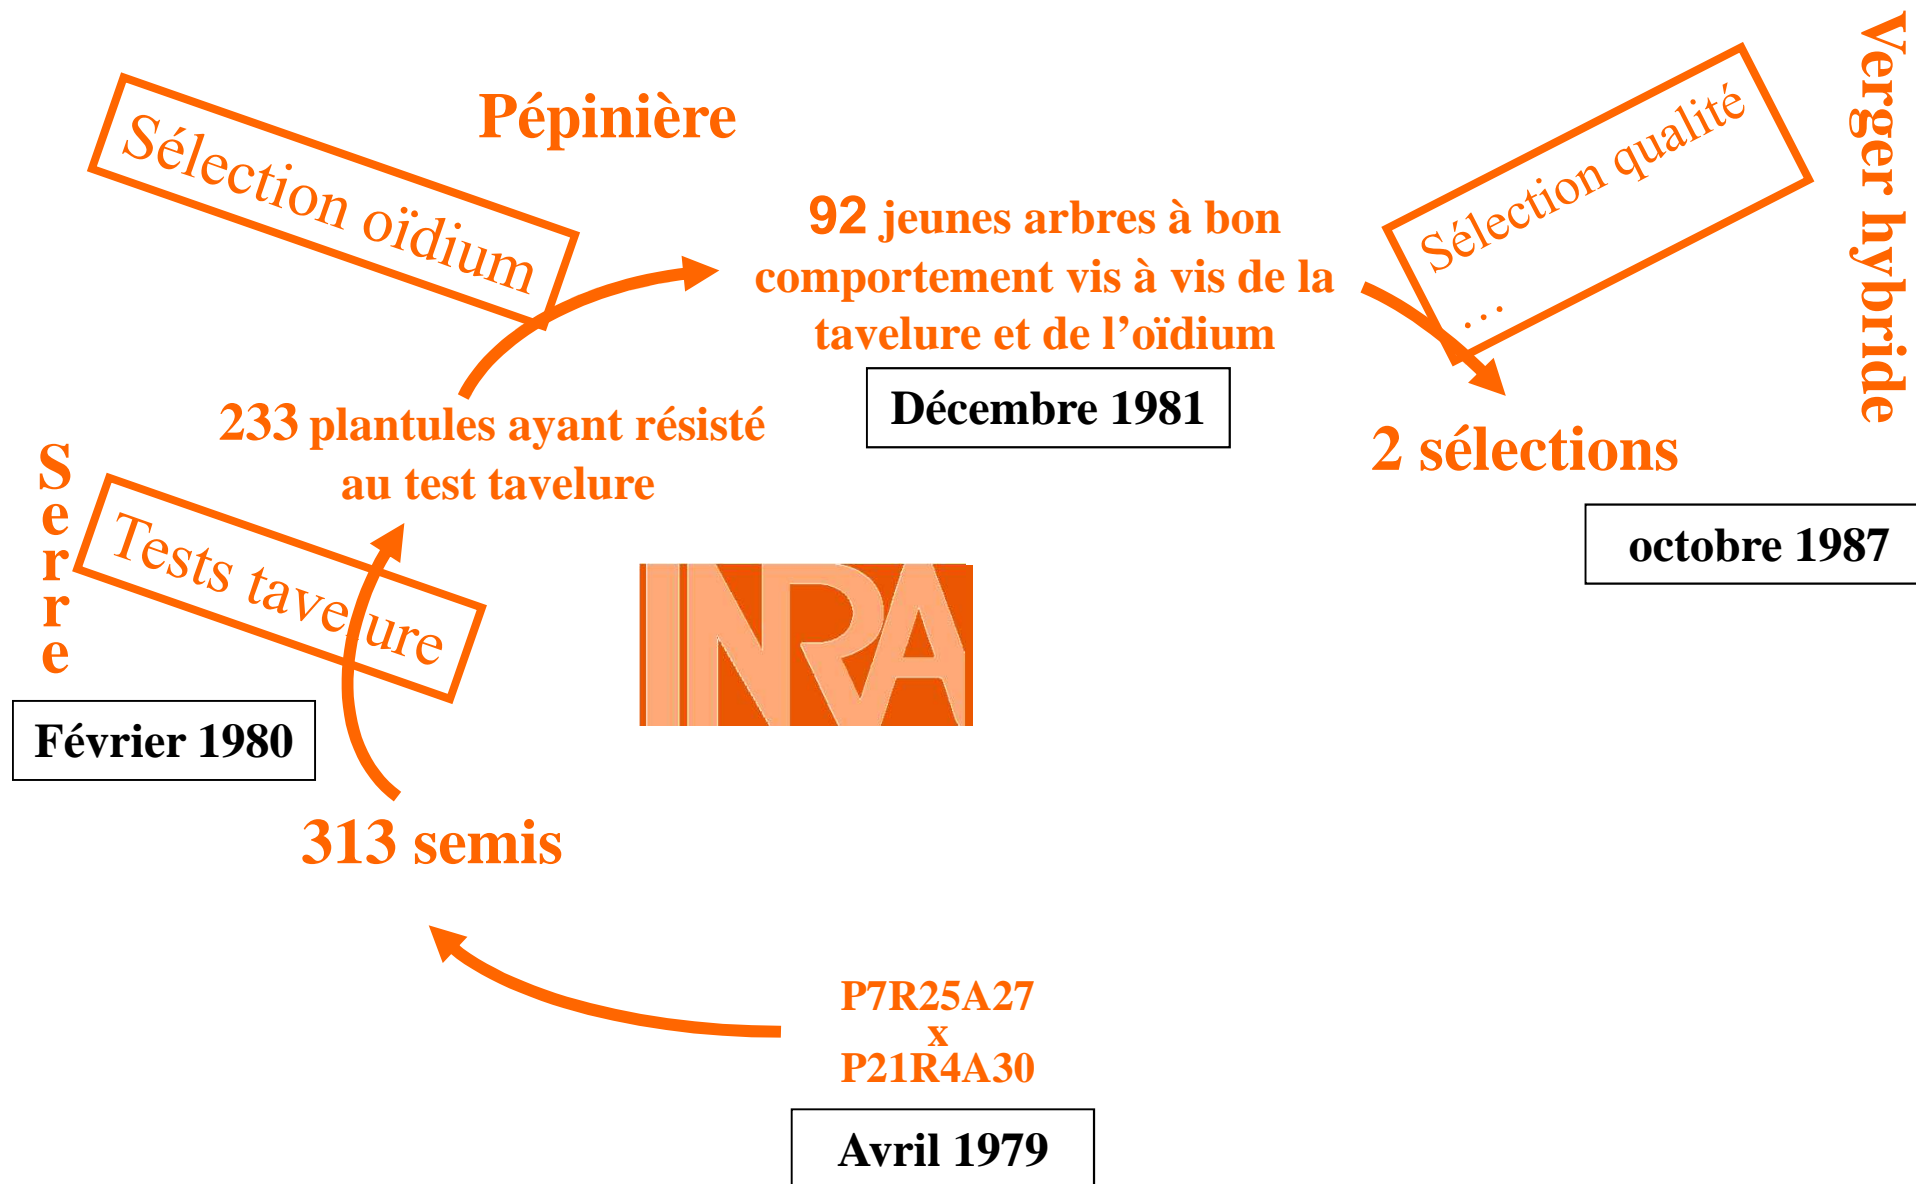 Verger hybride
Pépinière
Sélection oïdium
Sélection qualité
…
92 jeunes arbres à bon
comportement vis à vis de la
tavelure et de l’oïdium
Décembre 1981
233 plantules ayant résisté
au test tavelure
2 sélections
octobre 1987
Serre
Tests tavelure
INRA
Février 1980
313 semis
P7R25A27
x
P21R4A30
Avril 1979